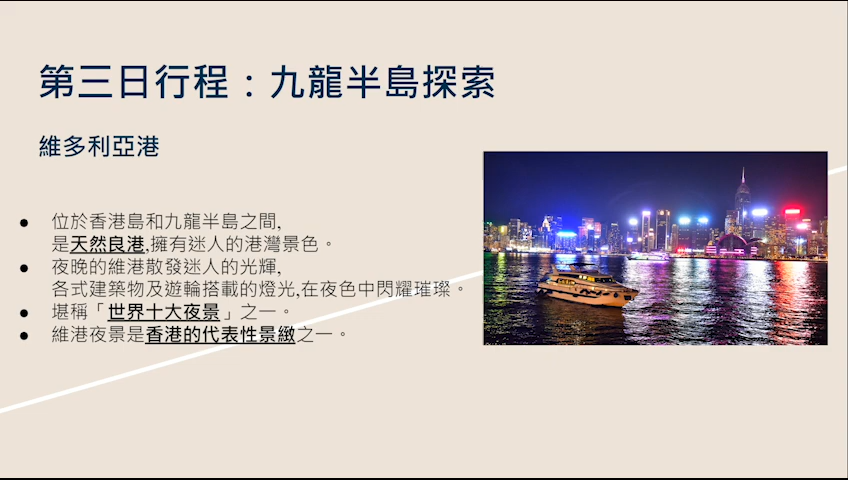 第三日行程：九龍半島探索
維多利亞港
● 位於香港島和九龍半島之間,
是天然良港,擁有迷人的港灣景色。
● 夜晚的維港散發迷人的光輝,
各式建築物及遊輪搭載的燈光,在夜色中閃耀璀璨。
● 堪稱「世界十大夜景」之一。
● 維港夜景是香港的代表性景緻之一。